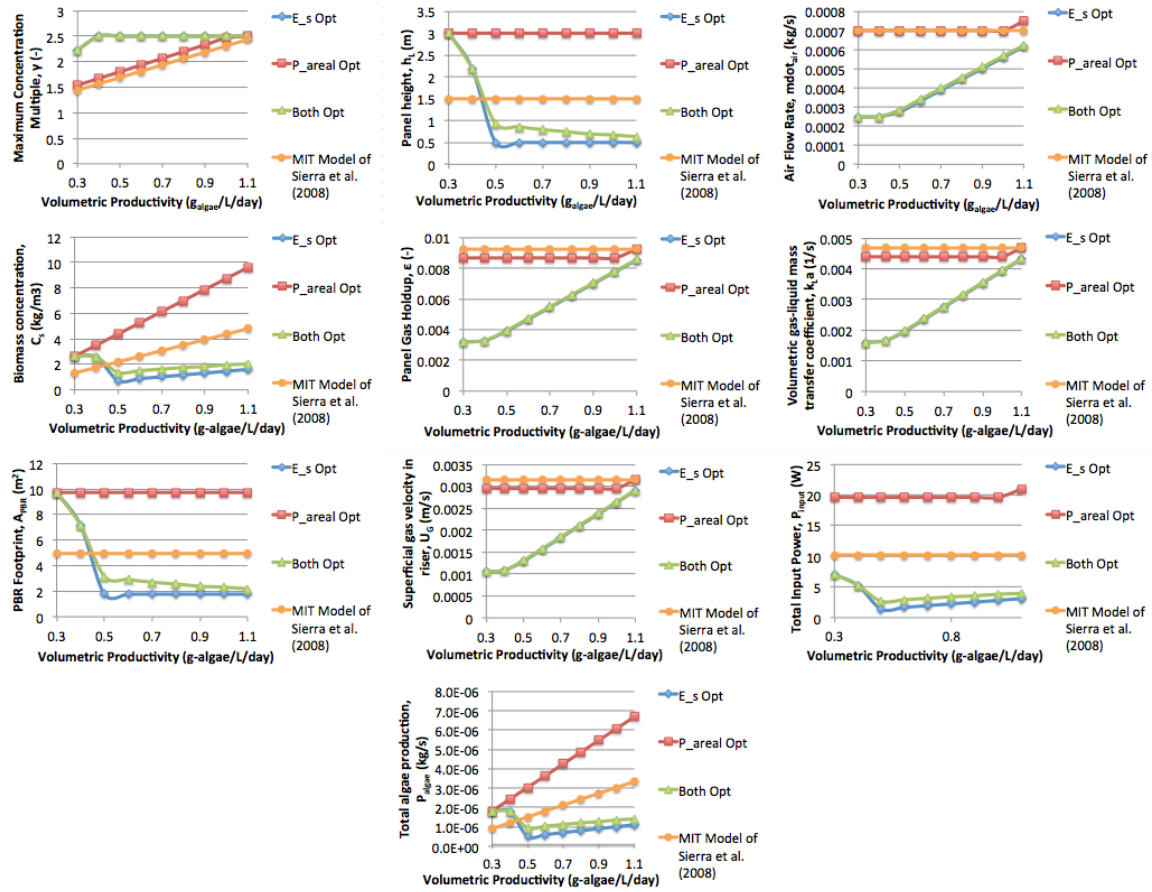 Maximum Concentration
Multiple, γ (-)
3
2.5
2
1.5
1
0.5
0
0.3 0.5 0.7 0.9 1.1
Volumetric Productivity (galgae/L/day)
E_s Opt
P_areal Opt
Both Opt
MIT Model of
Sierra et al.
(2008)
Panel height, hL (m)
3.5
3
2.5
2
1.5
1
0.5
0
0.3 0.5 0.7 0.9 1.1
Volumetric Productivity (galgae/L/day)
E_s Opt
P_areal Opt
Both Opt
MIT Model of
Sierra et al.
(2008)
Air Flow Rate, mdotair (kg/s)
0.0008
0.0007
0.0006
0.0005
0.0004
0.0003
0.0002
0.0001
0
0.3 0.5 0.7 0.9 1.1
Volumetric Productivity (galgae/L/day)
E_s Opt
P_areal Opt
Both Opt
MIT Model of
Sierra et al.
(2008)
Biomass concentration,
Cs (kg/m3)
12
10
8
6
4
2
0
0.3 0.5 0.7 0.9 1.1
Volumetric Productivity (g-algae/L/day)
E_s Opt
P_areal Opt
Both Opt
MIT Model of
Sierra et al.
(2008)
Panel Gas Holdup, ε (-)
0.01
0.008
0.006
0.004
0.002
0
0.3 0.5 0.7 0.9 1.1
Volumetric Productivity (g-algae/L/day)
E_s Opt
P_areal Opt
Both Opt
MIT Model of
Sierra et al.
(2008)
Volumetric gas-liquid mass
transfer coefficient, kLa (1/s)
0.005
0.004
0.003
0.002
0.001
0
0.3 0.5 0.7 0.9 1.1
Volumetric Productivity (g-algae/L/day)
E_s Opt
P_areal Opt
Both Opt
MIT Model of
Sierra et al.
(2008)
PBR Footprint, APBR (m²)
12
10
8
6
4
2
0
0.3 0.5 0.7 0.9 1.1
Volumetric Productivity (g-algae/L/day)
E_s Opt
P_areal Opt
Both Opt
MIT Model of
Sierra et al.
(2008)
Superficial gas velocity in
riser, UG (m/s)
0.0035
0.003
0.0025
0.002
0.0015
0.001
0.0005
0
0.3 0.5 0.7 0.9 1.1
Volumetric Productivity (g-algae/L/day)
E_s Opt
P_areal Opt
Both Opt
MIT Model of
Sierra et al.
(2008)
Total Input Power, Pinput (W)
25
20
15
10
5
0
0.3 0.8
Volumetric Productivity (g-algae/L/day)
E_s Opt
P_areal Opt
Both Opt
MIT Model of
Sierra et al.
(2008)
Total algae production,
Palgae (kg/s)
8.0E-06
7.0E-06
6.0E-06
5.0E-06
4.0E-06
3.0E-06
2.0E-06
1.0E-06
0.0E+00
0.3 0.5 0.7 0.9 1.1
Volumetric Productivity (g-algae/L/day)
E_s Opt
P_areal Opt
Both Opt
MIT Model of
Sierra et al.
(2008)